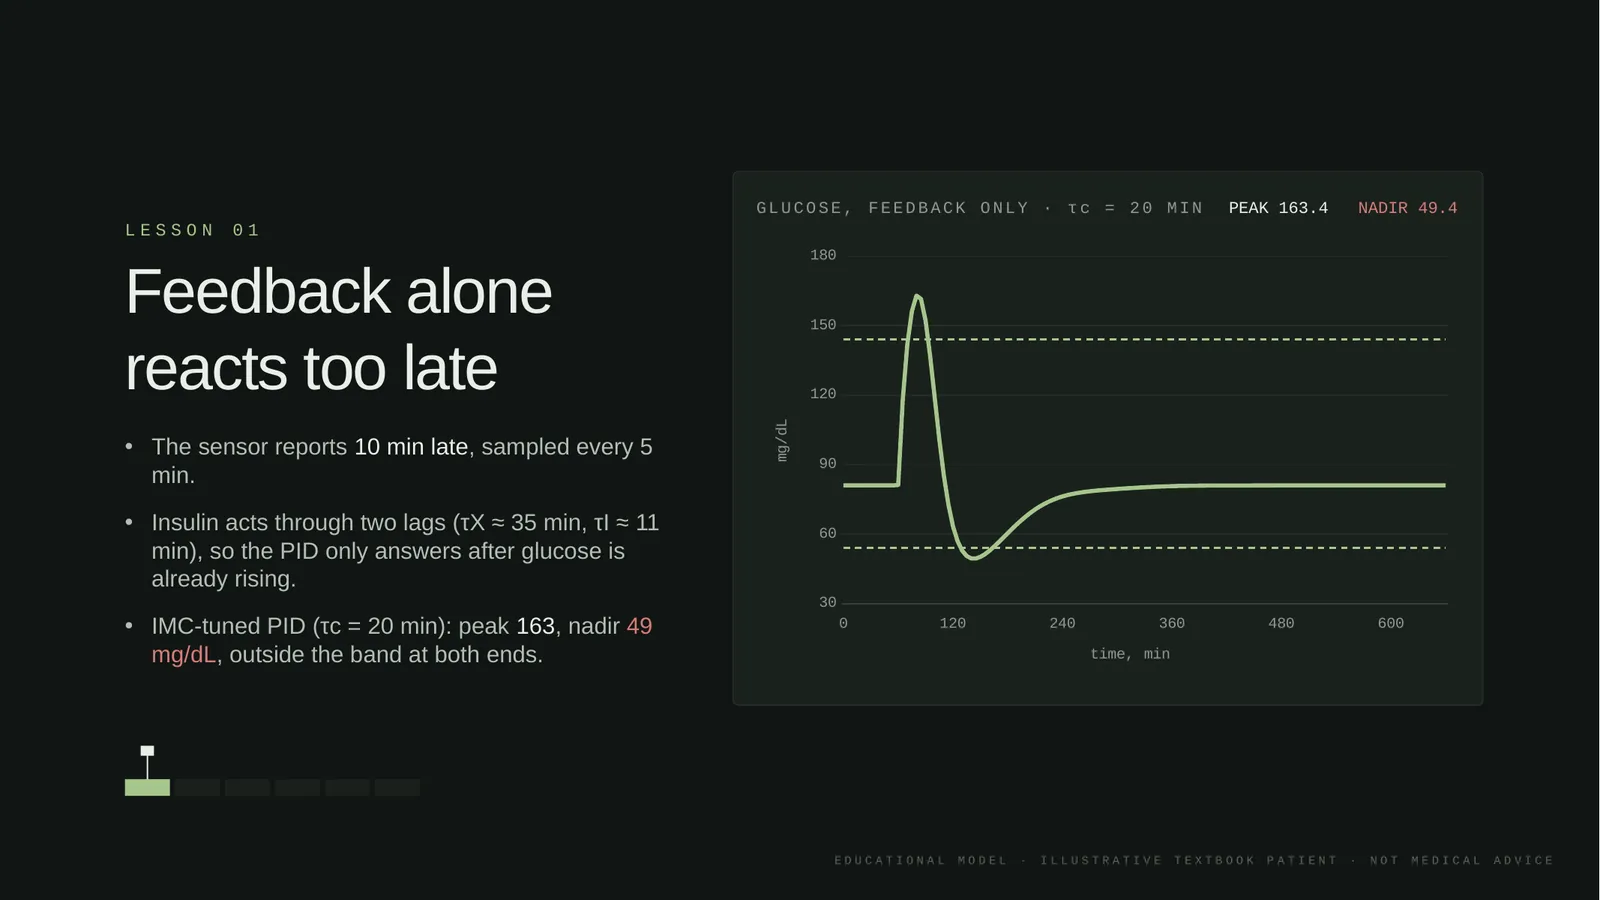 LESSON 01
Feedback alone
reacts too late
• The sensor reports 10 min late, sampled every 5
min.
• Insulin acts through two lags (τX ≈ 35 min, τI ≈ 11
min), so the PID only answers after glucose is
already rising.
• IMC-tuned PID (τc = 20 min): peak 163, nadir 49
mg/dL, outside the band at both ends.
GLUCOSE, FEEDBACK ONLY · τc = 20 MIN PEAK 163.4 NADIR 49.4
180
150
120
90
60
30
mg/dL
0 120 240 360 480 600
time, min
EDUCATIONAL MODEL · ILLUSTRATIVE TEXTBOOK PATIENT · NOT MEDICAL ADVICE